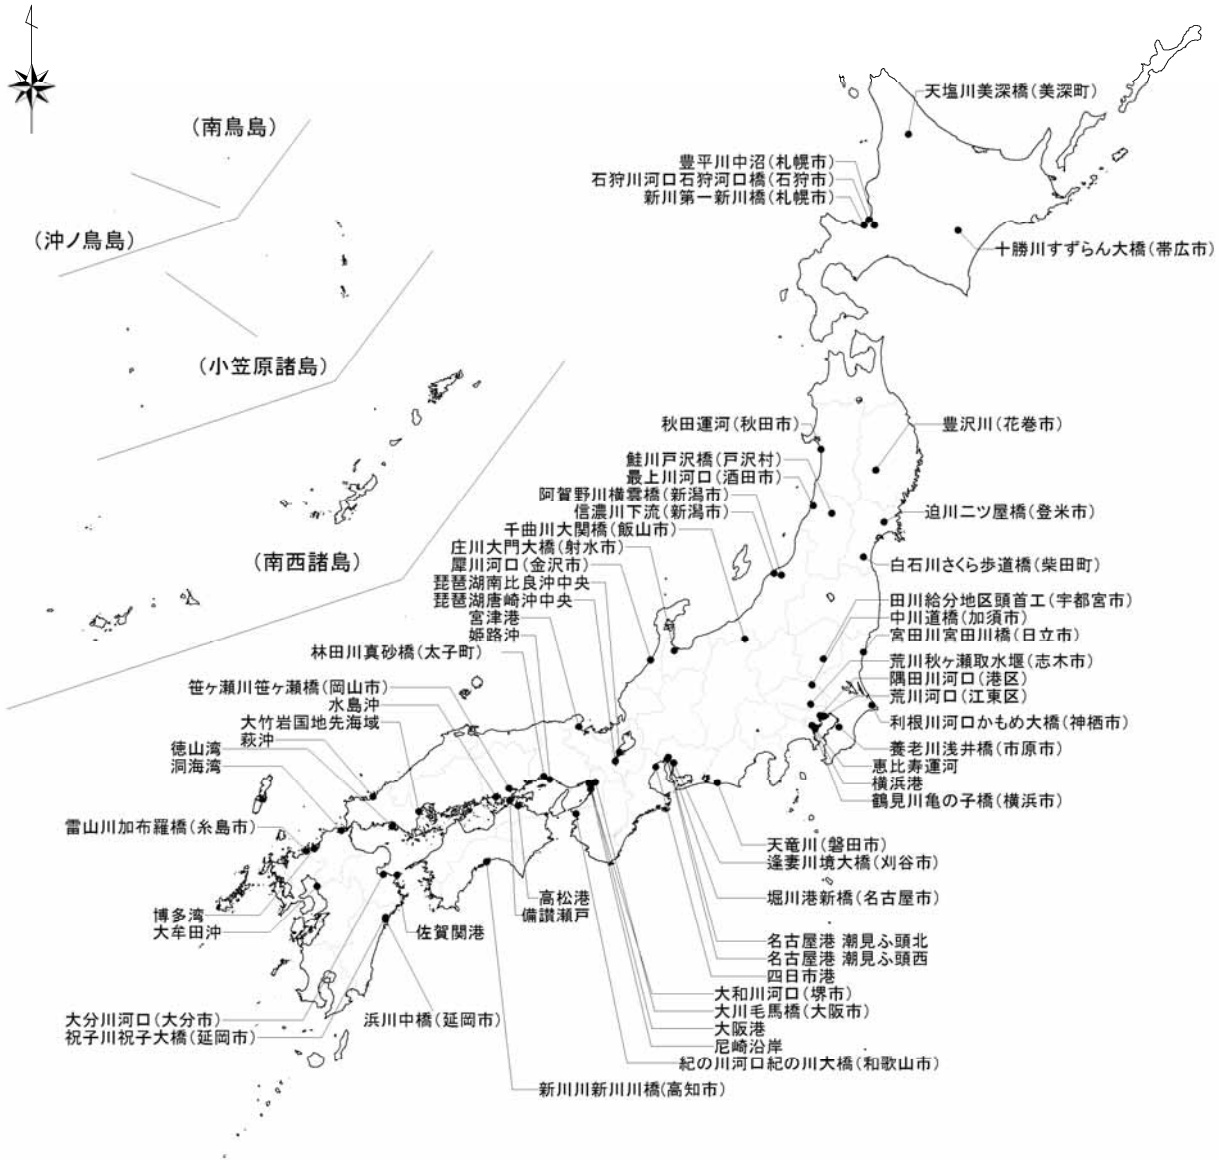 天塩川美深橋(美深町)
(南鳥島)
豊平川中沼(札幌市)
石狩川河口石狩河口橋(石狩市)
新川第一新川橋(札幌市)
(沖ノ鳥島)
十勝川すずらん大橋(帯広市)
(小笠原諸島)
秋田運河(秋田市)
豊沢川(花巻市)
鮭川戸沢橋(戸沢村)
最上川河口(酒田市)
阿賀野川横雲橋(新潟市)
信濃川下流(新潟市)
迫川二ツ屋橋(登米市)
千曲川大関橋(飯山市)
庄川大門大橋(射水市)
(南西諸島)
犀川河口(金沢市)
白石川さくら歩道橋(柴田町)
琵琶湖南比良沖中央
琵琶湖唐崎沖中央
田川給分地区頭首工(宇都宮市)
宮津港
中川道橋(加須市)
姫路沖
宮田川宮田川橋(日立市)
林田川真砂橋(太子町)
荒川秋ヶ瀬取水堰(志木市)
隅田川河口(港区)
笹ヶ瀬川笹ヶ瀬橋(岡山市)
荒川河口(江東区)
水島沖
大竹岩国地先海域
利根川河口かもめ大橋(神栖市)
萩沖
徳山湾
養老川浅井橋(市原市)
洞海湾
恵比寿運河
横浜港
鶴見川亀の子橋(横浜市)
雷山川加布羅橋(糸島市)
天竜川(磐田市)
逢妻川境大橋(刈谷市)
高松港
堀川港新橋(名古屋市)
博多湾
備讃瀬戸
大牟田沖
佐賀関港
名古屋港 潮見ふ頭北
名古屋港 潮見ふ頭西
四日市港
大和川河口(堺市)
大川毛馬橋(大阪市)
大分川河口(大分市)
浜川中橋(延岡市)
大阪港
祝子川祝子大橋(延岡市)
尼崎沿岸
紀の川河口紀の川大橋(和歌山市)
新川川新川川橋(高知市)